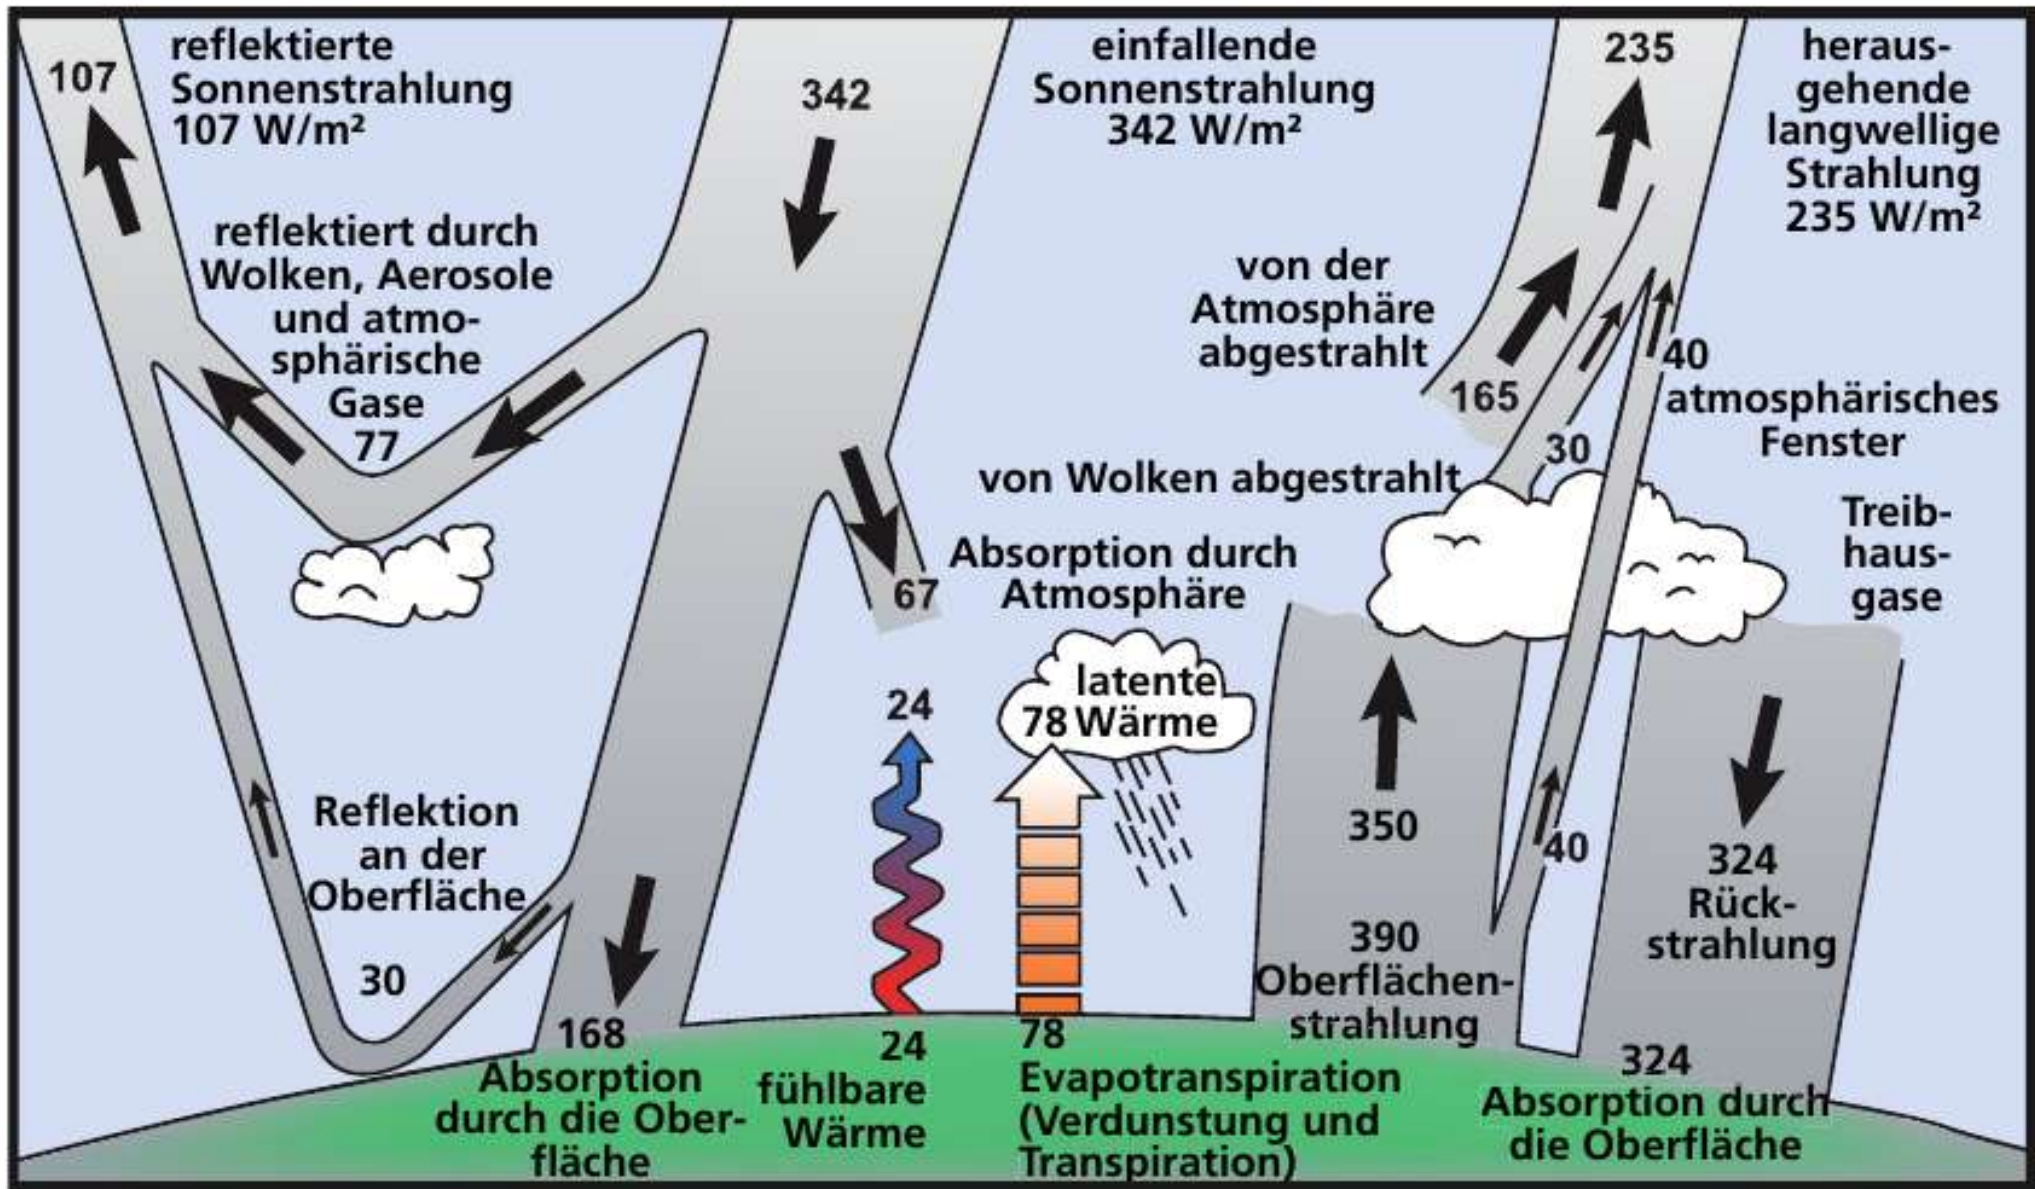 107
reflektierte
Sonnenstrahlung
107 W/m²
342
einfallende
Sonnenstrahlung
342 W/m²
235
heraus-
gehende
langwellige
Strahlung
235 W/m²
reflektiert durch
Wolken, Aerosole
und atmo-
sphärische
Gase
77
von der
Atmosphäre
abgestrahlt
165
30
40
atmosphärisches
Fenster
von Wolken abgestrahlt
Treib-
haus-
gase
Absorption durch
Atmosphäre
67
24
latente
78 Wärme
350
40
324
Rück-
strahlung
Reflektion
an der
Oberfläche
30
390
Oberflächen-
strahlung
168
Absorption
durch die Ober-
fläche
24
fühlbare
Wärme
78
Evapotranspiration
(Verdunstung und
Transpiration)
324
Absorption durch
die Oberfläche